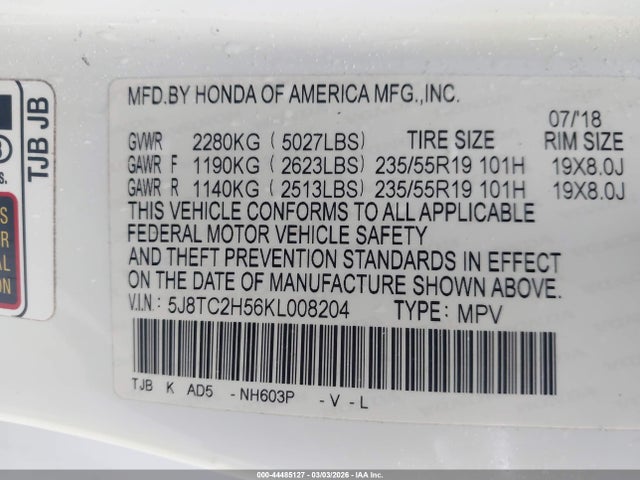 MFD.BY HONDA OF AMERICA MFG.,INC.
07/'18
GVWR 2280KG ( 5027LBS) TIRE SIZE RIM SIZE
GAWR F 1190KG ( 2623LBS) 235/55R19 101H 19X8.0J
GAWR R 1140KG ( 2513LBS) 235/55R19 101H 19X8.0J
THIS VEHICLE CONFORMS TO ALL APPLICABLE
FEDERAL MOTOR VEHICLE SAFETY
AND THEFT PREVENTION STANDARDS IN EFFECT
ON THE DATE OF MANUFACTURE SHOWN ABOVE.
V.I.N: 5J8TC2H56KL008204 TYPE: MPV
TJB K AD5 -NH603P -V -L
TJB JB
000-44485127 - 03/03/2026 - IAA Inc.